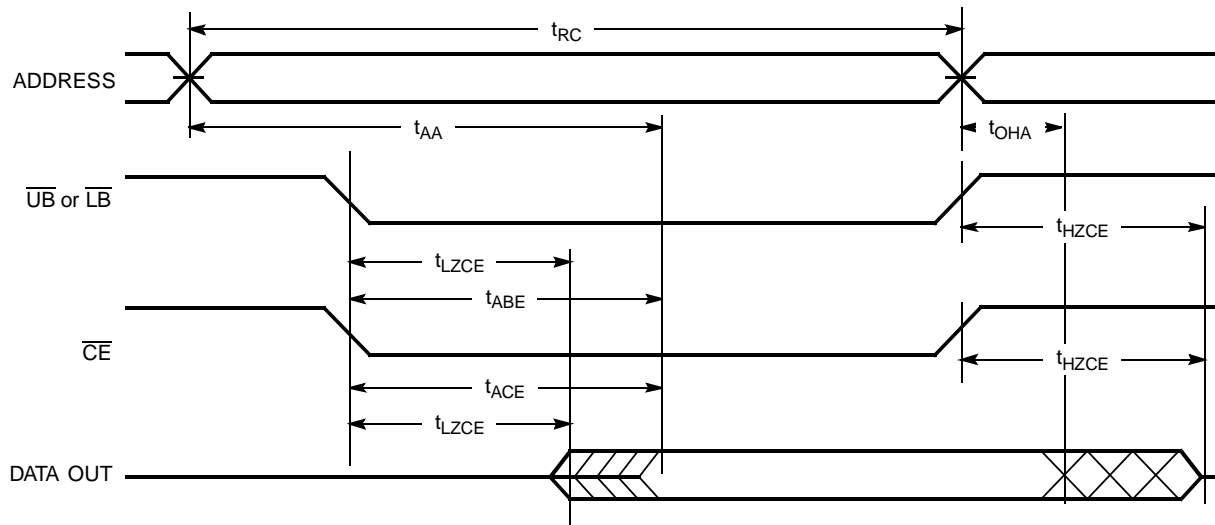 tRC
ADDRESS
tAA
tOHA
UB or LB
tHZCE
tLZCE
tABE
CE
tHZCE
tACE
tLZCE
DATA OUT